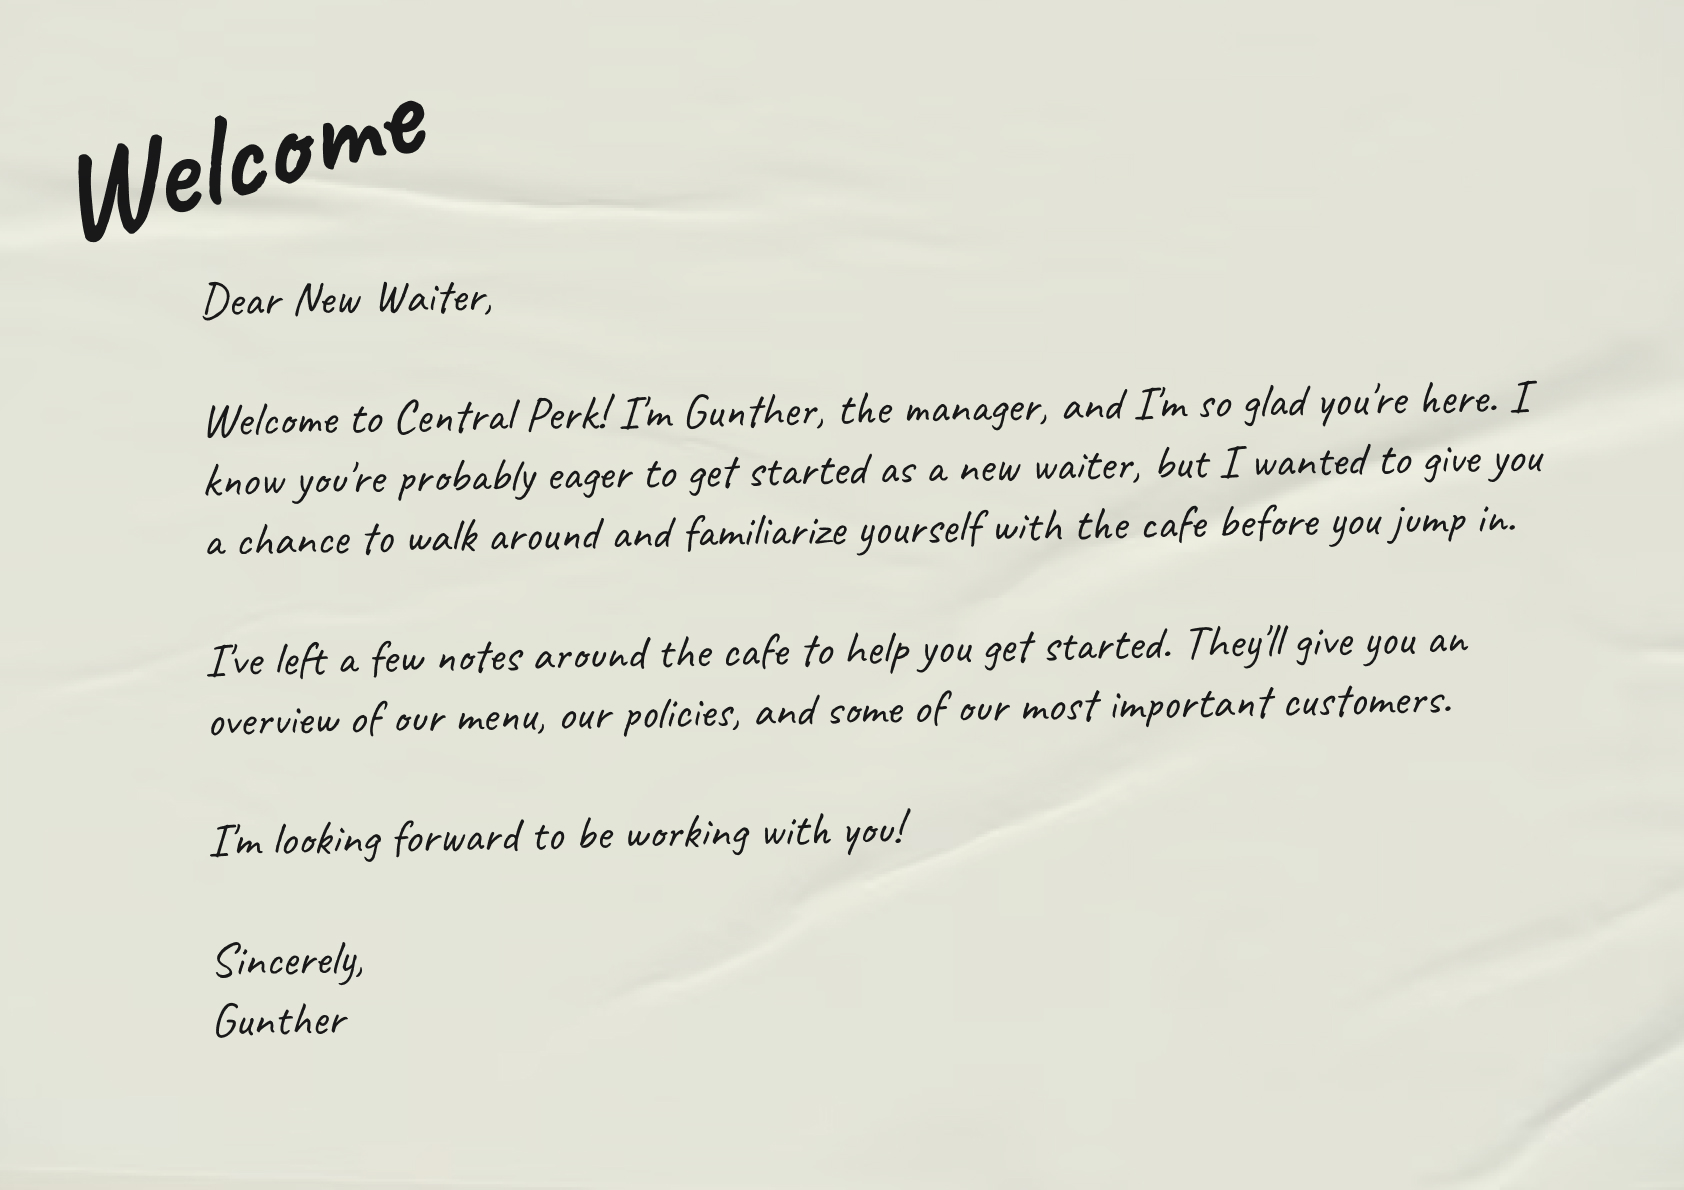 Welcome
Dear New Waiter,
Welcome to Central Perk! I'm Gunther, the manager, and I'm so glad you're here. I
know you're probably eager to get started as a new waiter, but I wanted to give you
a chance to walk around and familiarize yourself with the cafe before you jump in.
I've left a few notes around the cafe to help you get started. They'll give you an
overview of our menu, our policies, and some of our most important customers.
I'm looking forward to be working with you!
Sincerely,
Gunther